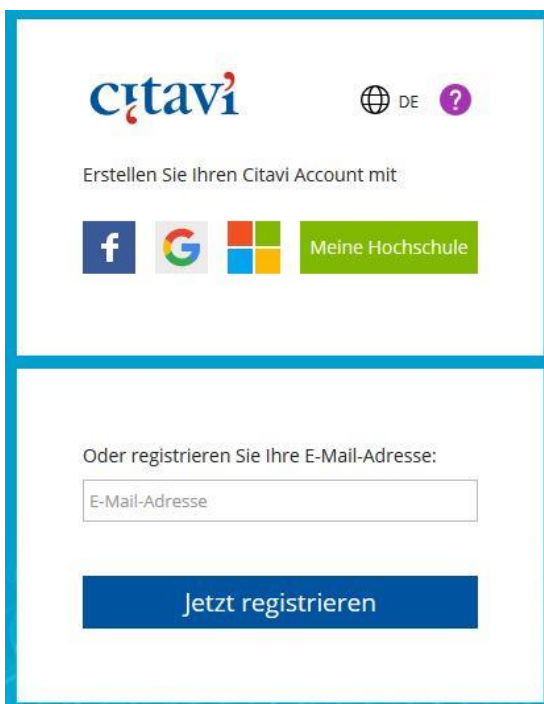 citavi
DE ?
Erstellen Sie Ihren Citavi Account mit
f G Meine Hochschule
Oder registrieren Sie Ihre E-Mail-Adresse:
E-Mail-Adresse
Jetzt registrieren